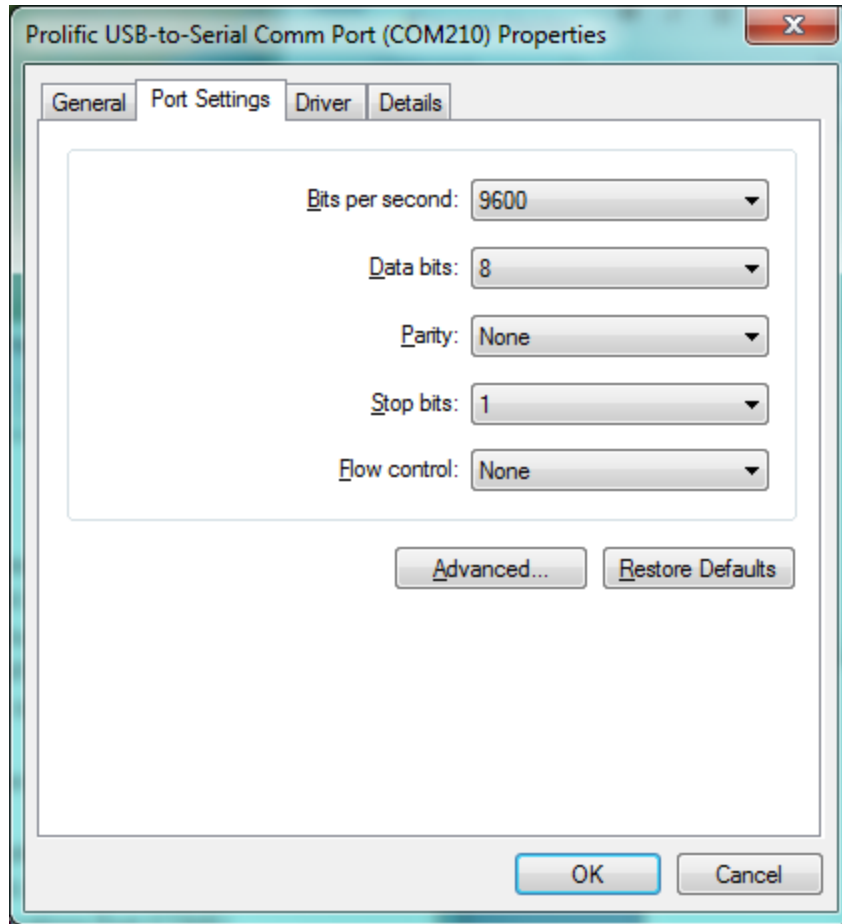 Prolific USB-to-Serial Comm Port (COM210) Properties
General Port Settings Driver Details
Bits per second: 9600
Data bits: 8
Parity: None
Stop bits: 1
Flow control: None
Advanced... Restore Defaults
OK Cancel